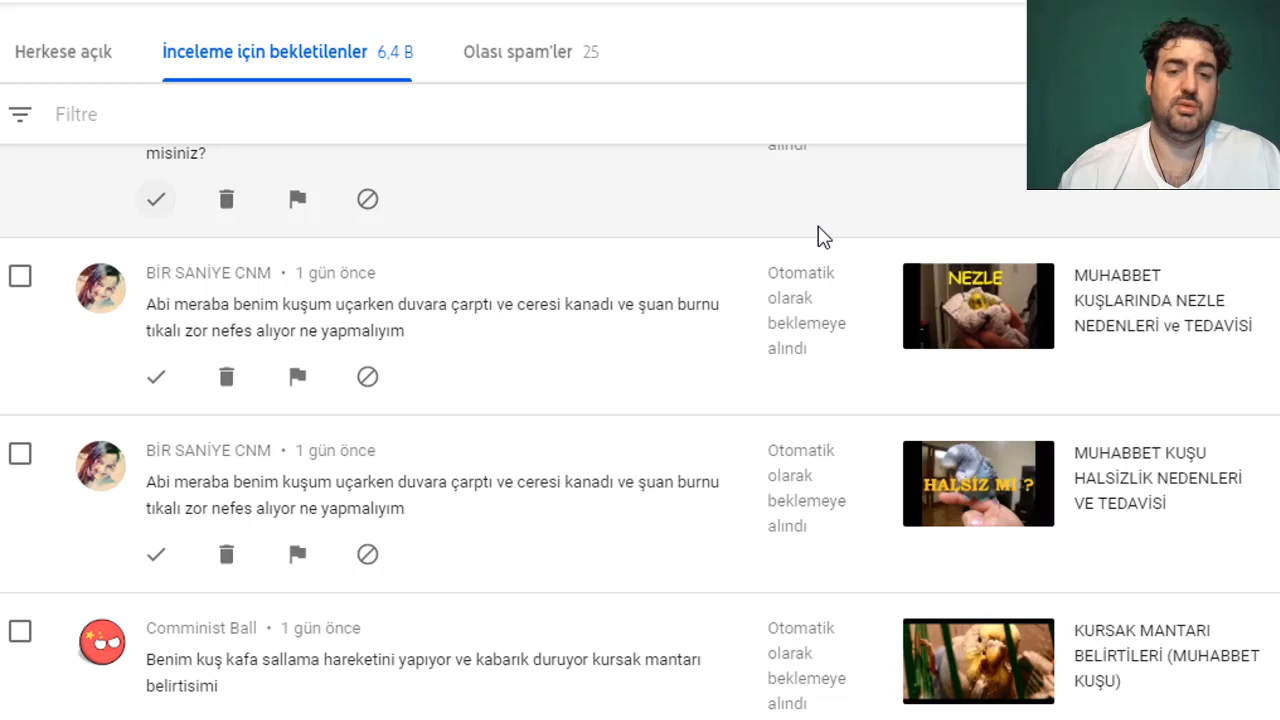 Herkese açık
İnceleme için bekletilenler 6,4 B
Olası spam'ler 25
Filtre
misiniz?
alındı
BİR SANİYE CNM • 1 gün önce
Abi meraba benim kuşum uçarken duvara çarptı ve ceresi kanadı ve şuan burnu
tıkalı zor nefes alıyor ne yapmalıyım
Otomatik
olarak
beklemeye
alındı
NEZLE
MUHABBET
KUŞLARINDA NEZLE
NEDENLERİ ve TEDAVİSİ
BİR SANİYE CNM • 1 gün önce
Abi meraba benim kuşum uçarken duvara çarptı ve ceresi kanadı ve şuan burnu
tıkalı zor nefes alıyor ne yapmalıyım
Otomatik
olarak
beklemeye
alındı
HALSİZ Mİ ?
MUHABBET KUŞU
HALSİZLİK NEDENLERİ
VE TEDAVİSİ
Comminist Ball • 1 gün önce
Benim kuş kafa sallama hareketini yapıyor ve kabarık duruyor kursak mantarı
belirtisimi
Otomatik
olarak
beklemeye
alındı
KURSAK MANTARI
BELİRTİLERİ (MUHABBET
KUŞU)